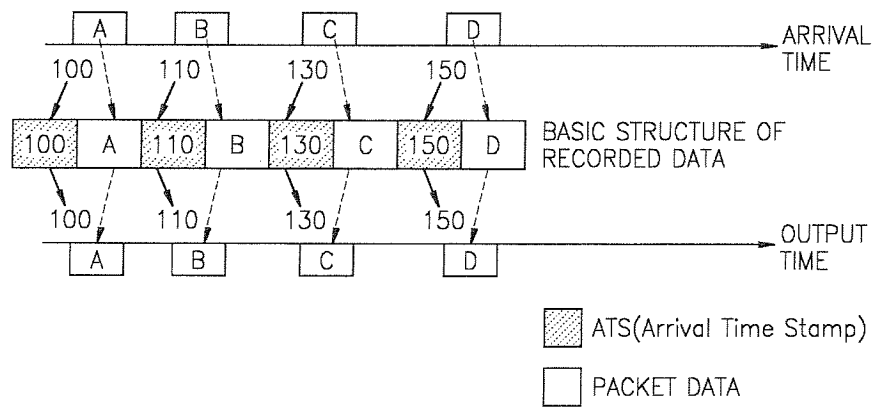 A B C D ARRIVAL
TIME
100 110 130 150
100 A 110 B 130 C 150 D BASIC STRUCTURE OF
RECORDED DATA
100 110 130 150
A B C D OUTPUT
TIME
ATS(Arrival Time Stamp)
PACKET DATA